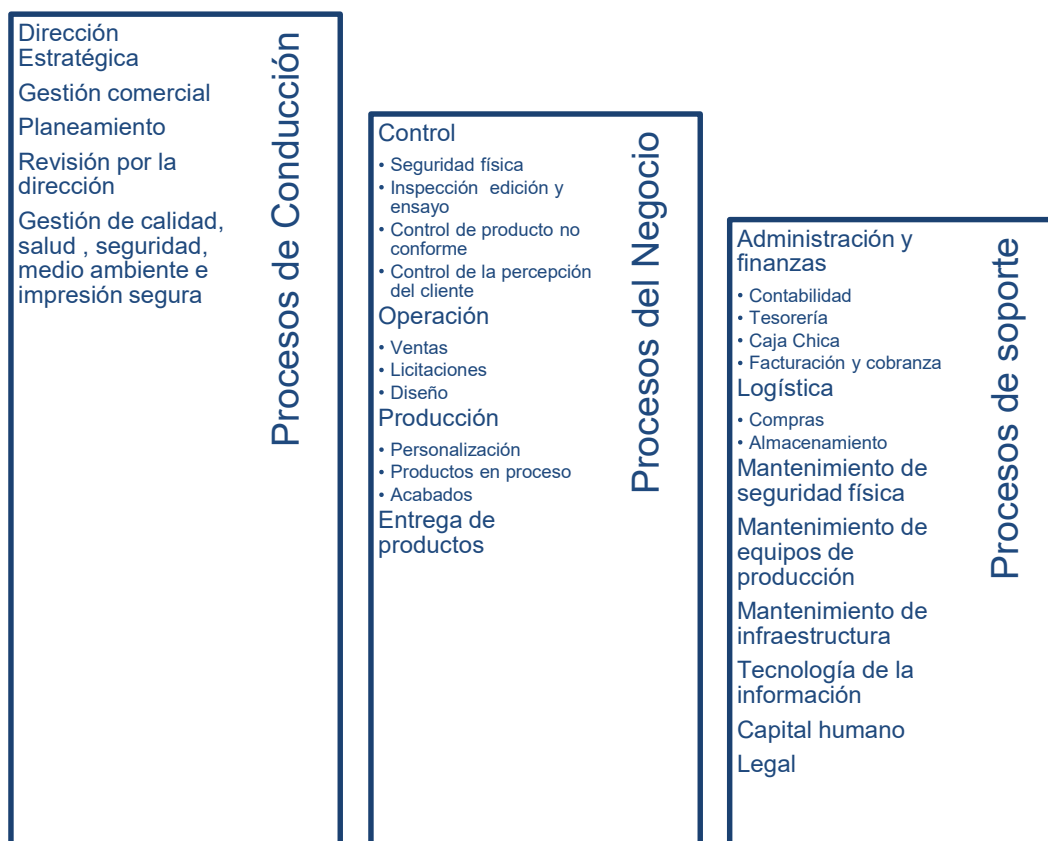 Dirección
Estratégica
Gestión comercial
Planeamiento
Revisión por la
dirección
Gestión de calidad,
salud , seguridad,
medio ambiente e
impresión segura
Procesos de Conducción
Control
• Seguridad física
• Inspección  edición y
ensayo
• Control de producto no
conforme
• Control de la percepción
del cliente
Operación
• Ventas
• Licitaciones
• Diseño
Producción
• Personalización
• Productos en proceso
• Acabados
Entrega de
productos
Procesos del Negocio
Administración y
finanzas
• Contabilidad
• Tesorería
• Caja Chica
• Facturación y cobranza
Logística
• Compras
• Almacenamiento
Mantenimiento de
seguridad física
Mantenimiento de
equipos de
producción
Mantenimiento de
infraestructura
Tecnología de la
información
Capital humano
Legal
Procesos de soporte